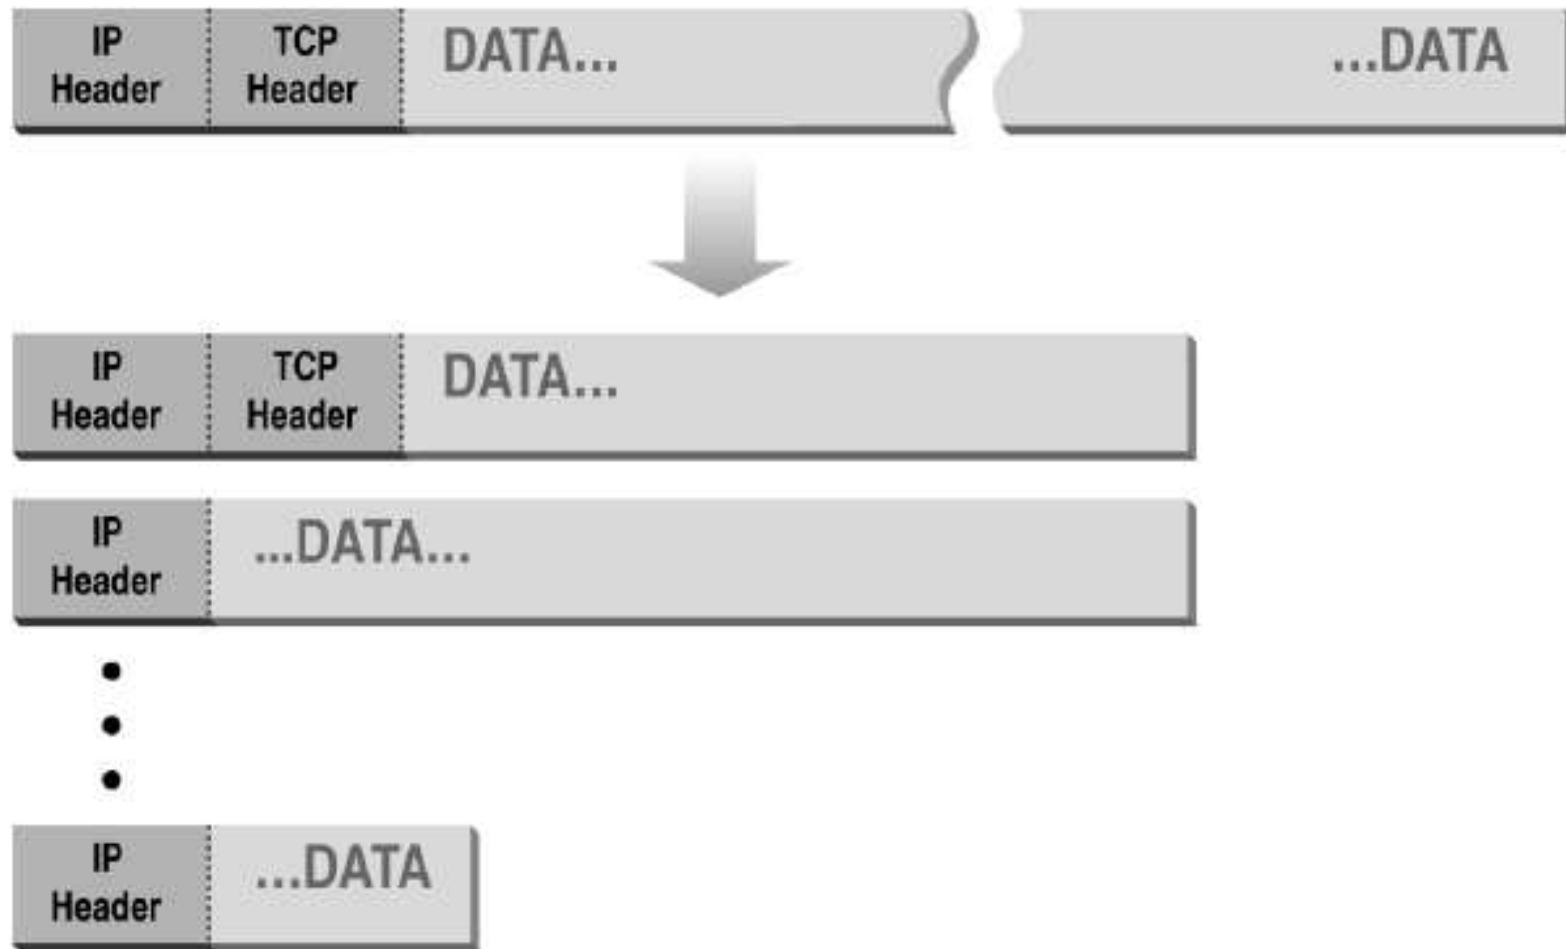 IP
Header
TCP
Header
DATA...
...DATA
IP
Header
TCP
Header
DATA...
IP
Header
...DATA...
IP
Header
...DATA